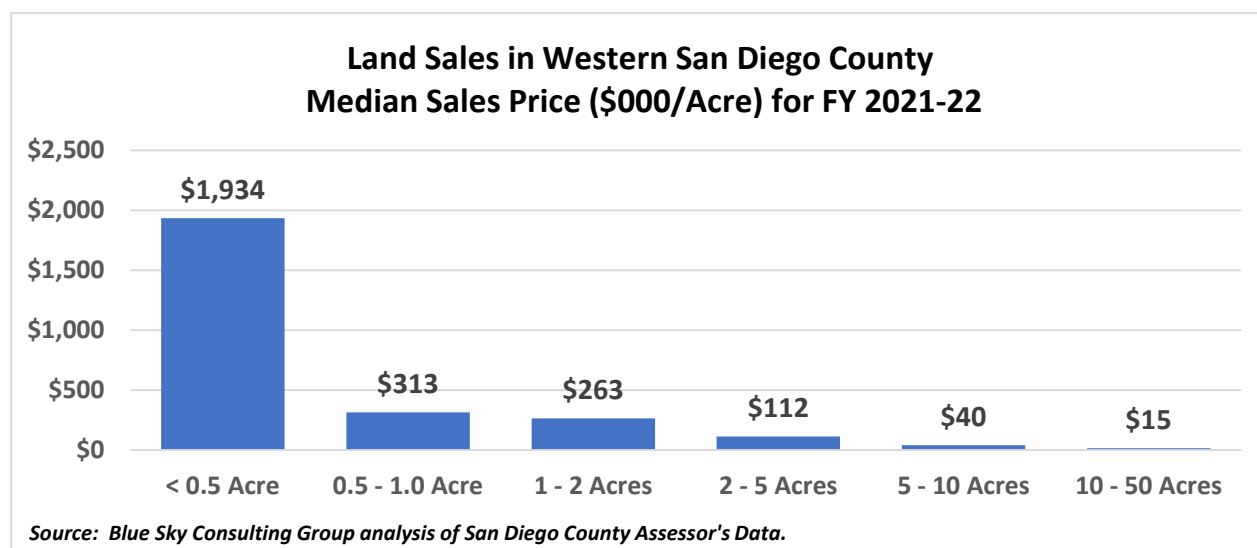 Land Sales in Western San Diego County
Median Sales Price ($000/Acre) for FY 2021-22
$2,500
$2,000
$1,500
$1,000
$500
$0
$1,934
$313
$263
$112
$40
$15
< 0.5 Acre
0.5 - 1.0 Acre
1 - 2 Acres
2 - 5 Acres
5 - 10 Acres
10 - 50 Acres
Source:  Blue Sky Consulting Group analysis of San Diego County Assessor's Data.